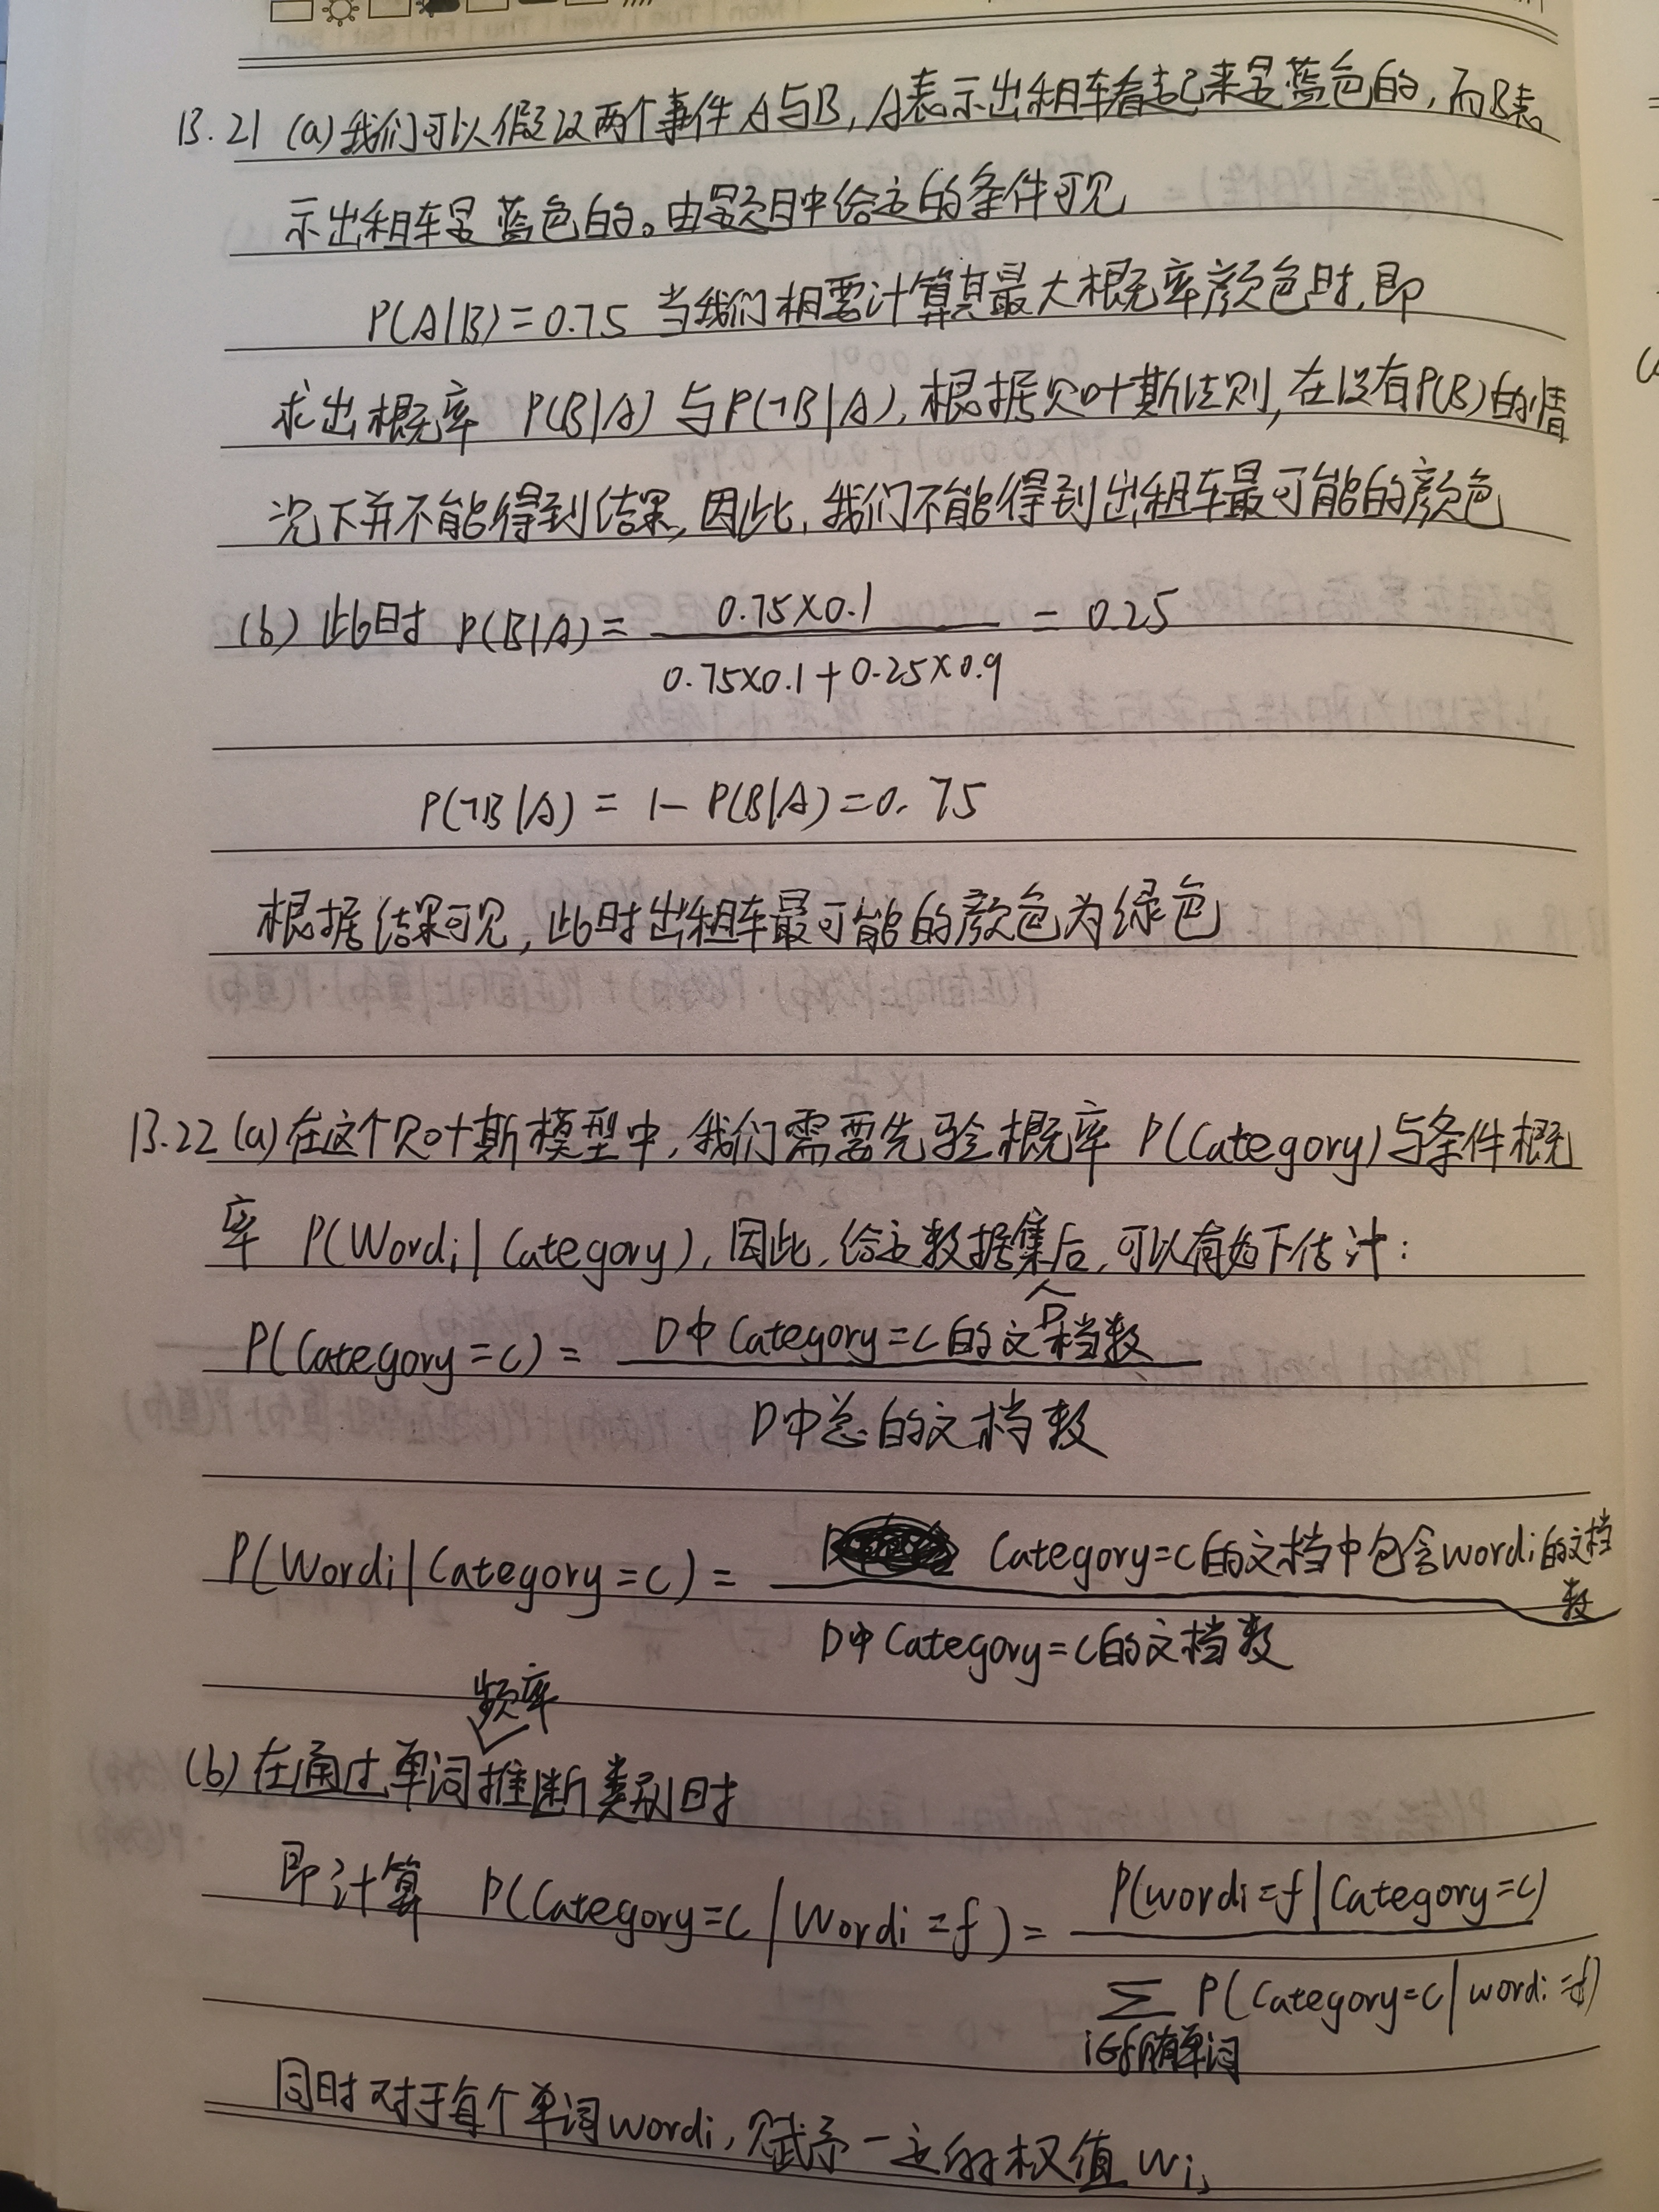 13.21 (a) 我们可以假设两个事件A与B, A表示出租车看起来是蓝色的, 而B表
示出租车是蓝色的。由题目中给定的条件可见
P(A|B)=0.75 当我们想要计算其最大概率颜色时, 即
求出概率 P(B|A) 与 P(¬B|A), 根据贝叶斯法则, 在没有P(B)的情
况下并不能得到结果, 因此, 我们不能得到出租车最可能的颜色
(b) 此时 P(B|A) = 0.75×0.1 / 0.75×0.1+0.25×0.9 = 0.25
P(¬B|A) = 1-P(B|A)=0.75
根据结果可见, 此时出租车最可能的颜色为绿色
13.22 (a) 在这个贝叶斯模型中, 我们需要先验概率 P(Category)与条件概
率 P(Wordi|Category), 因此, 给定数据集D后, 可以有如下估计:
P(Category=c) = D中Category=c的文档数 / D中总的文档数
P(Wordi|Category=c) = Category=c的文档中包含wordi的文档数 / D中Category=c的文档数
(b) 在通过单词频率推断类别时
即计算 P(Category=c|Wordi=f) = P(wordi=f|Category=c) / ∑ P(Category=c|wordi=f)
i∈所有单词
同时对于每个单词wordi, 赋予一定的权值 wi,